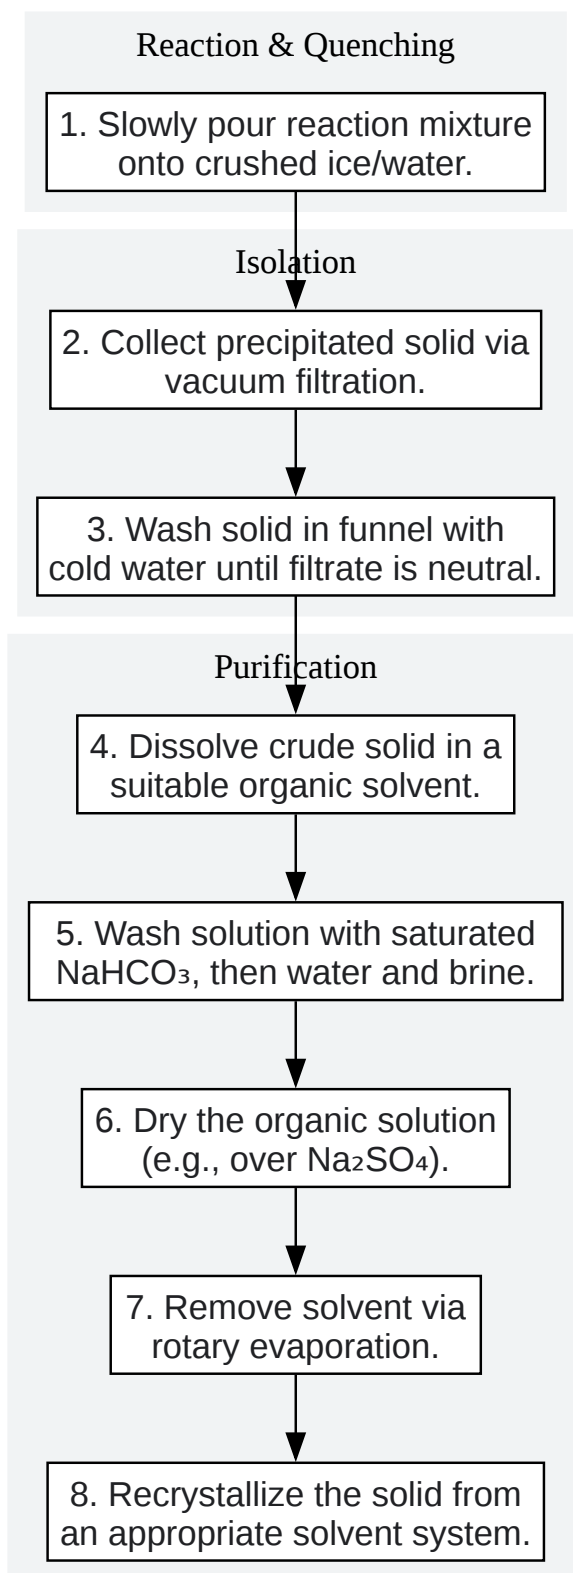 Reaction & Quenching
1. Slowly pour reaction mixture
onto crushed ice/water.
Isolation
2. Collect precipitated solid via
vacuum filtration.
3. Wash solid in funnel with
cold water until filtrate is neutral.
Purification
4. Dissolve crude solid in a
suitable organic solvent.
5. Wash solution with saturated
NaHCO₃, then water and brine.
6. Dry the organic solution
(e.g., over Na₂SO₄).
7. Remove solvent via
rotary evaporation.
8. Recrystallize the solid from
an appropriate solvent system.